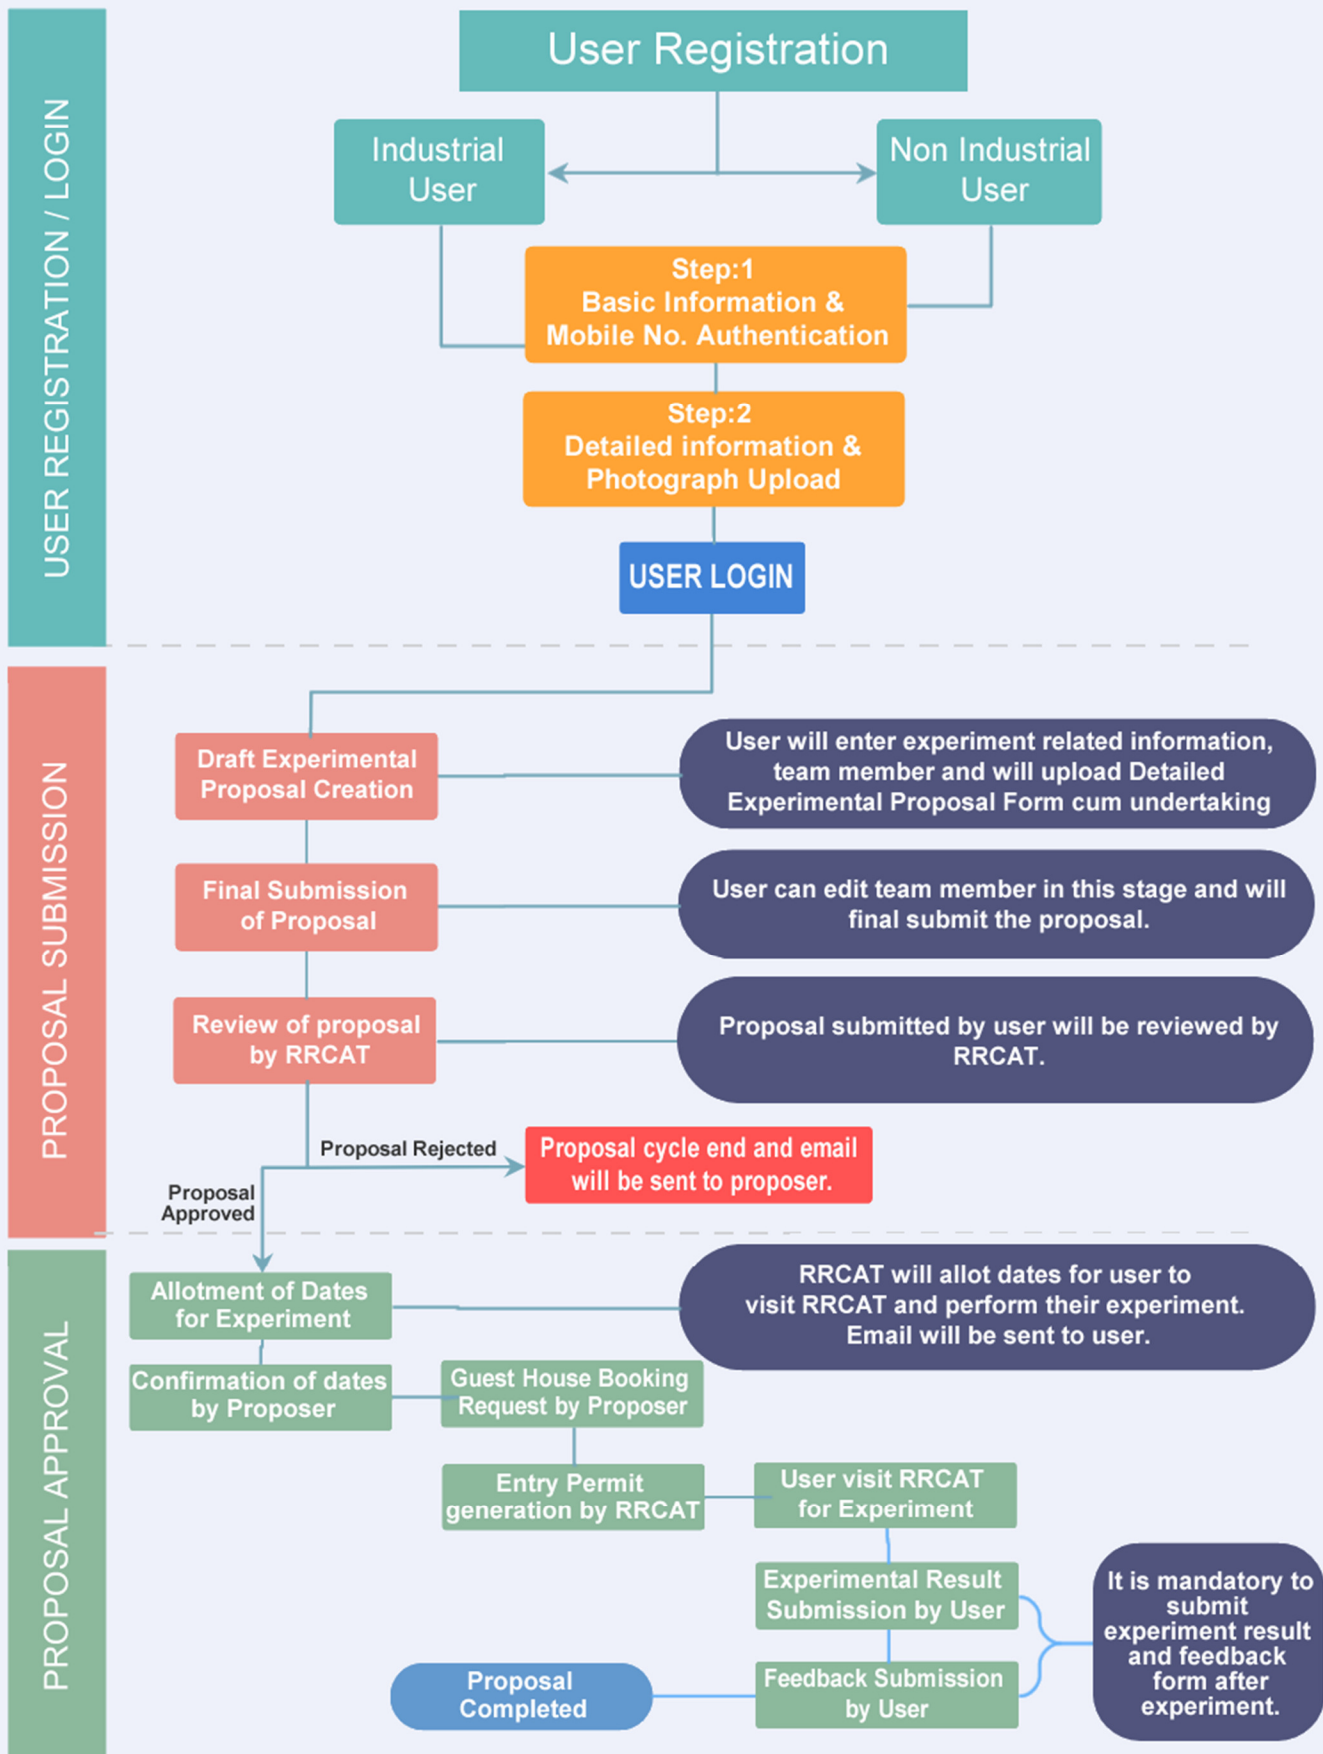 USER REGISTRATION / LOGIN
User Registration
Industrial
User
Non Industrial
User
Step:1
Basic Information &
Mobile No. Authentication
Step:2
Detailed information &
Photograph Upload
USER LOGIN
PROPOSAL SUBMISSION
Draft Experimental
Proposal Creation
User will enter experiment related information,
team member and will upload Detailed
Experimental Proposal Form cum undertaking
Final Submission
of Proposal
User can edit team member in this stage and will
final submit the proposal.
Review of proposal
by RRCAT
Proposal submitted by user will be reviewed by
RRCAT.
Proposal Rejected
Proposal cycle end and email
will be sent to proposer.
Proposal
Approved
PROPOSAL APPROVAL
Allotment of Dates
for Experiment
RRCAT will allot dates for user to
visit RRCAT and perform their experiment.
Email will be sent to user.
Confirmation of dates
by Proposer
Guest House Booking
Request by Proposer
Entry Permit
generation by RRCAT
User visit RRCAT
for Experiment
Experimental Result
Submission by User
It is mandatory to
submit
experiment result
and feedback
form after
experiment.
Feedback Submission
by User
Proposal
Completed